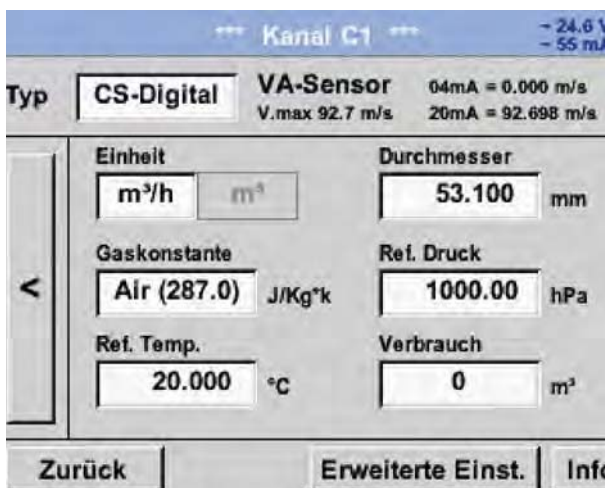 *** Kanal C1 ***
~ 24.6 V
~ 55 mA
Typ CS-Digital VA-Sensor 04mA = 0.000 m/s
V.max 92.7 m/s 20mA = 92.698 m/s
Einheit Durchmesser
m³/h m³ 53.100 mm
Gaskonstante Ref. Druck
< Air (287.0) J/Kg*k 1000.00 hPa
Ref. Temp. Verbrauch
20.000 °C 0 m³
Zurück Erweiterte Einst. Info